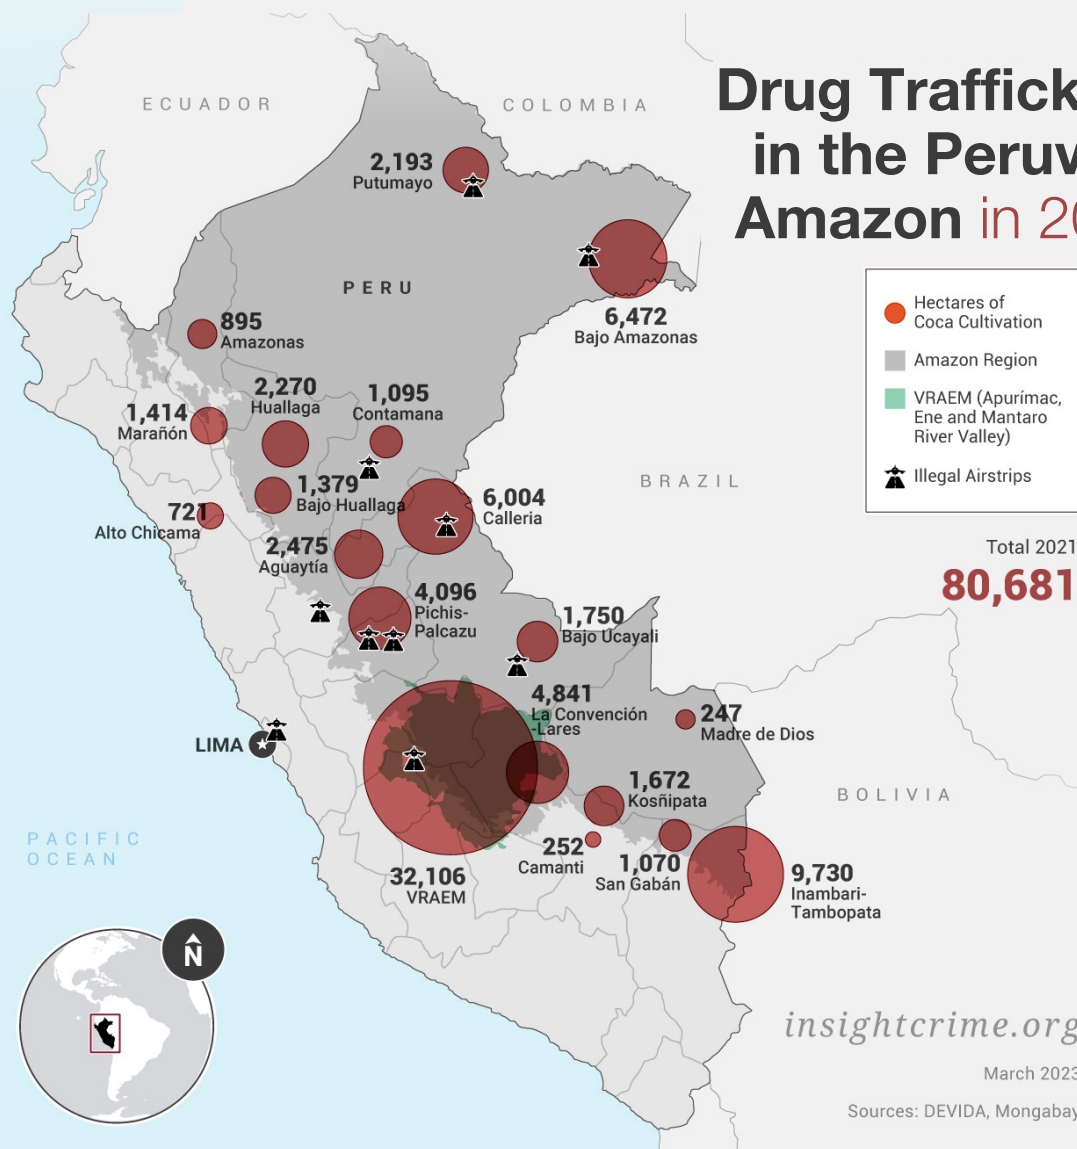 Drug Traffick
in the Peruv
Amazon in 20
ECUADOR
COLOMBIA
2,193
Putumayo
PERU
6,472
Bajo Amazonas
895
Amazonas
2,270
Huallaga
1,095
Contamana
1,414
Marañón
1,379
Bajo Huallaga
721
Alto Chicama
6,004
Calleria
BRAZIL
2,475
Aguaytía
4,096
Pichis-
Palcazu
1,750
Bajo Ucayali
4,841
La Convención
-Lares
247
Madre de Dios
LIMA
1,672
Kosñipata
BOLIVIA
252
Camanti
1,070
San Gabán
32,106
VRAEM
9,730
Inambari-
Tambopata
PACIFIC
OCEAN
N
Hectares of
Coca Cultivation
Amazon Region
VRAEM (Apurímac,
Ene and Mantaro
River Valley)
Illegal Airstrips
Total 2021
80,681
insightcrime.org
March 2023
Sources: DEVIDA, Mongabay